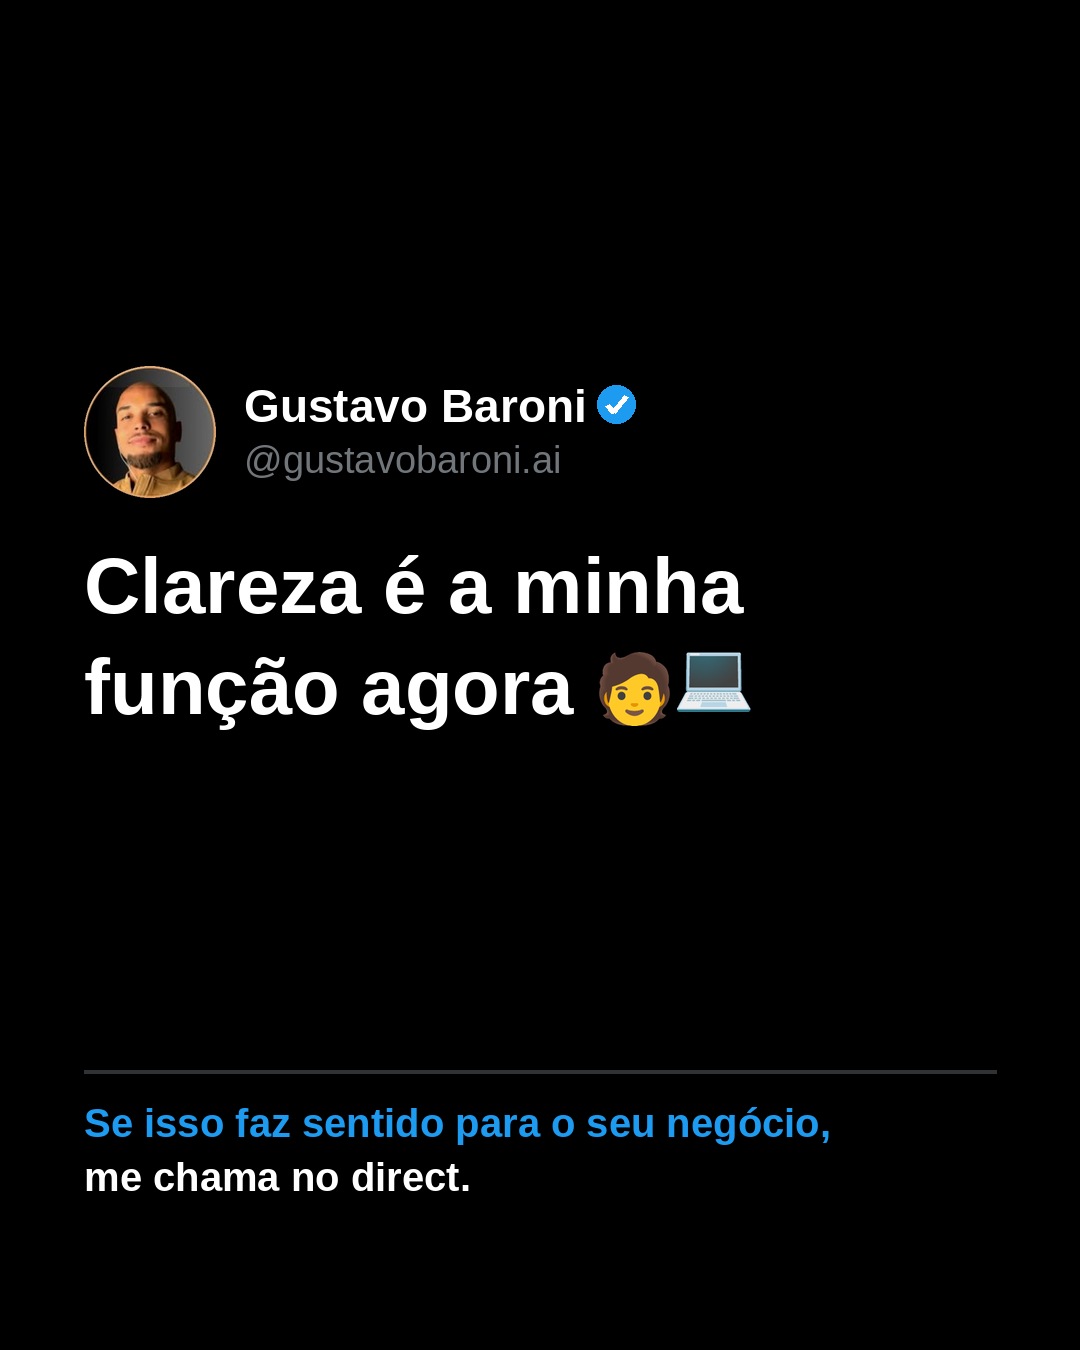 Gustavo Baroni
@gustavobaroni.ai
Clareza é a minha
função agora 🧑💻
Se isso faz sentido para o seu negócio,
me chama no direct.